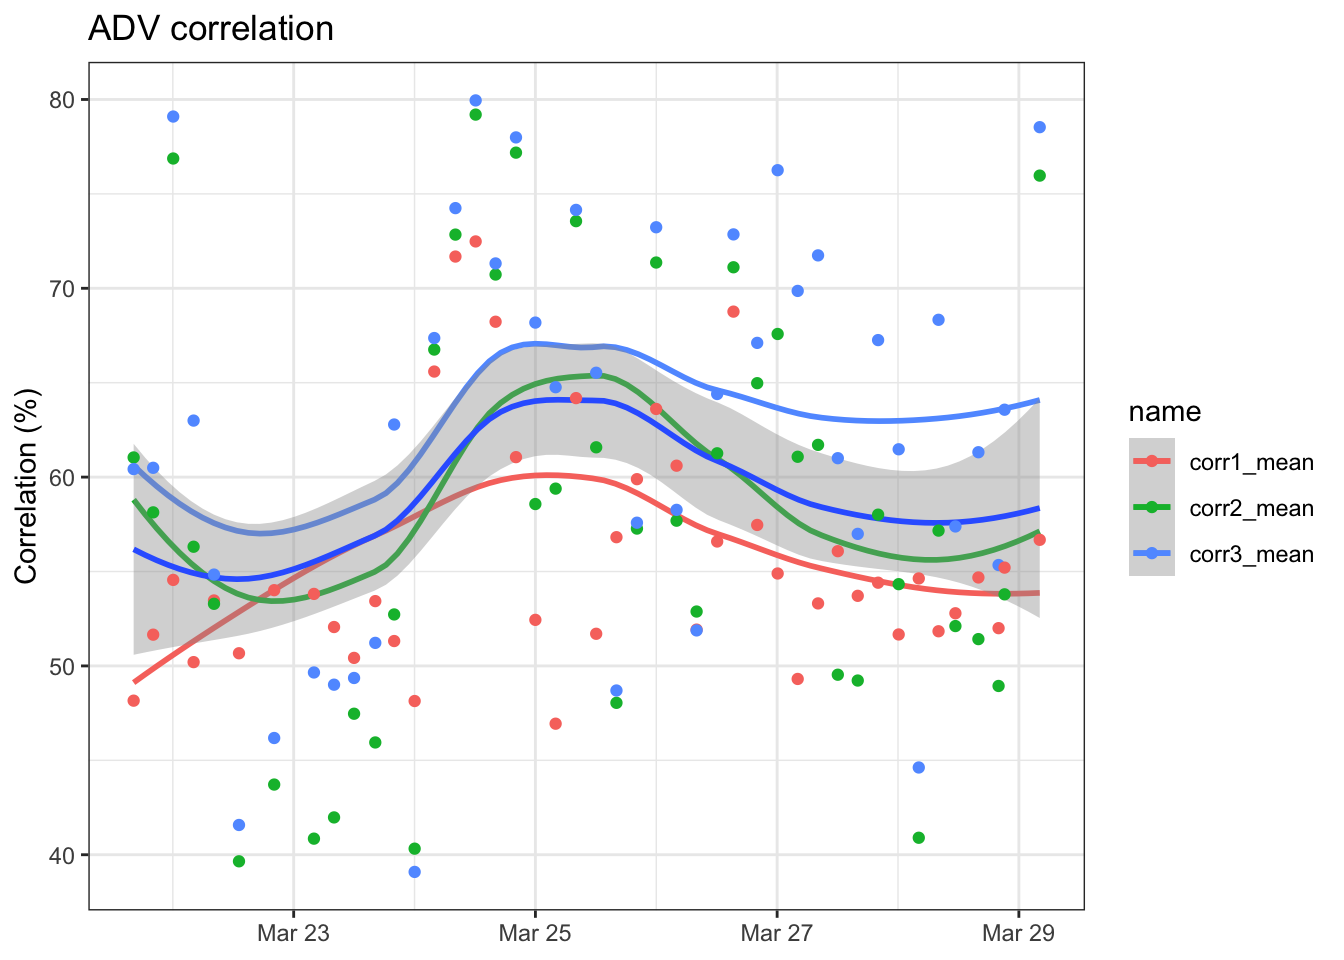 ADV correlation
Correlation (%)
80
70
60
50
40
Mar 23
Mar 25
Mar 27
Mar 29
name
corr1_mean
corr2_mean
corr3_mean